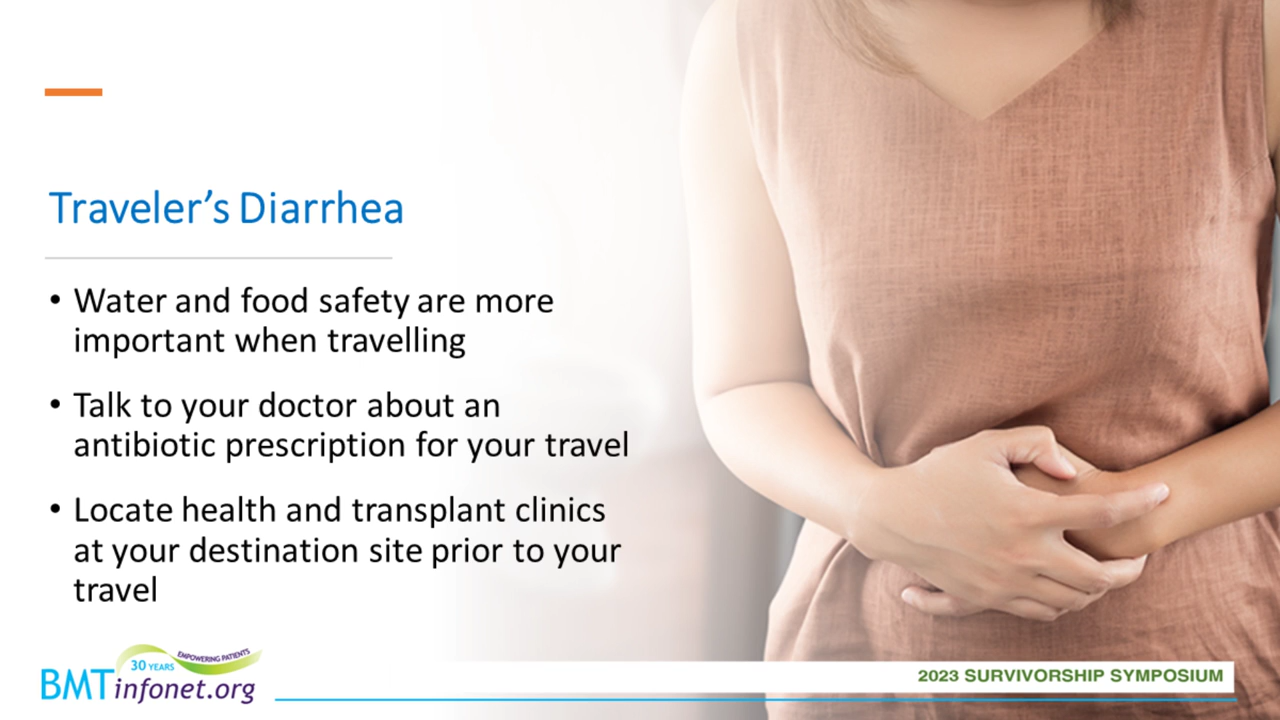 Traveler's Diarrhea
• Water and food safety are more
important when travelling
• Talk to your doctor about an
antibiotic prescription for your travel
• Locate health and transplant clinics
at your destination site prior to your
travel
30 YEARS
EMPOWERING PATIENTS
BMTinfonet.org
2023 SURVIVORSHIP SYMPOSIUM